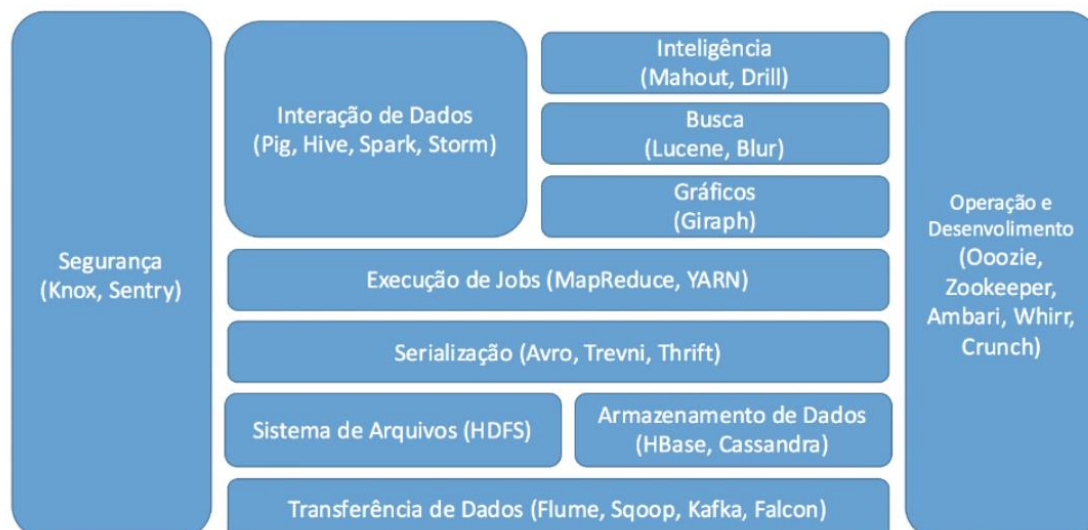 Segurança
(Knox, Sentry)
Interação de Dados
(Pig, Hive, Spark, Storm)
Inteligência
(Mahout, Drill)
Busca
(Lucene, Blur)
Gráficos
(Giraph)
Execução de Jobs (MapReduce, YARN)
Serialização (Avro, Trevni, Thrift)
Sistema de Arquivos (HDFS)
Armazenamento de Dados
(HBase, Cassandra)
Transferência de Dados (Flume, Sqoop, Kafka, Falcon)
Operação e
Desenvolimento
(Ooozie,
Zookeeper,
Ambari, Whirr,
Crunch)